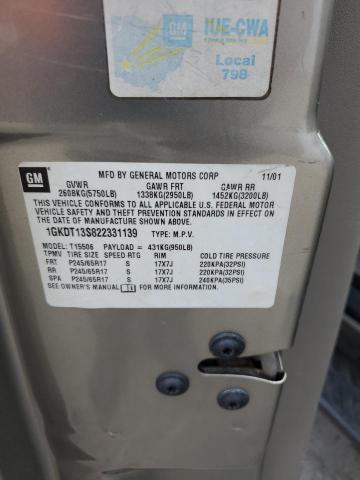 GM
IUE-CWA
Local
798
GM
MFD BY GENERAL MOTORS CORP 11/01
GVWR GAWR FRT GAWR RR
2608KG(5750LB) 1338KG(2950LB) 1452KG(3200LB)
THIS VEHICLE CONFORMS TO ALL APPLICABLE U.S. FEDERAL MOTOR
VEHICLE SAFETY AND THEFT PREVENTION STANDARDS IN EFFECT ON
THE DATE OF MANUFACTURE SHOWN ABOVE.
1GKDT13S822331139 TYPE: M.P.V.
MODEL: T15506 PAYLOAD = 431KG(950LB)
TPMV TIRE SIZE SPEED RTG RIM COLD TIRE PRESSURE
FRT P245/65R17 S 17X7J 220KPA(32PSI)
RR P245/65R17 S 17X7J 220KPA(32PSI)
SPA P245/65R17 S 17X7J 240KPA(35PSI)
SEE OWNER'S MANUAL FOR MORE INFORMATION.